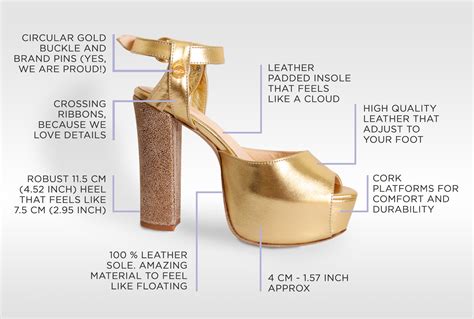 CIRCULAR GOLD
BUCKLE AND
BRAND PINS (YES,
WE ARE PROUD!)
CROSSING
RIBBONS,
BECAUSE WE
LOVE DETAILS
ROBUST 11.5 CM
(4.52 INCH) HEEL
THAT FEELS LIKE
7.5 CM (2.95 INCH)
100 % LEATHER
SOLE. AMAZING
MATERIAL TO FEEL
LIKE FLOATING
LEATHER
PADDED INSOLE
THAT FEELS
LIKE A CLOUD
HIGH QUALITY
LEATHER THAT
ADJUST TO
YOUR FOOT
CORK
PLATFORMS FOR
COMFORT AND
DURABILITY
4 CM - 1.57 INCH
APPROX